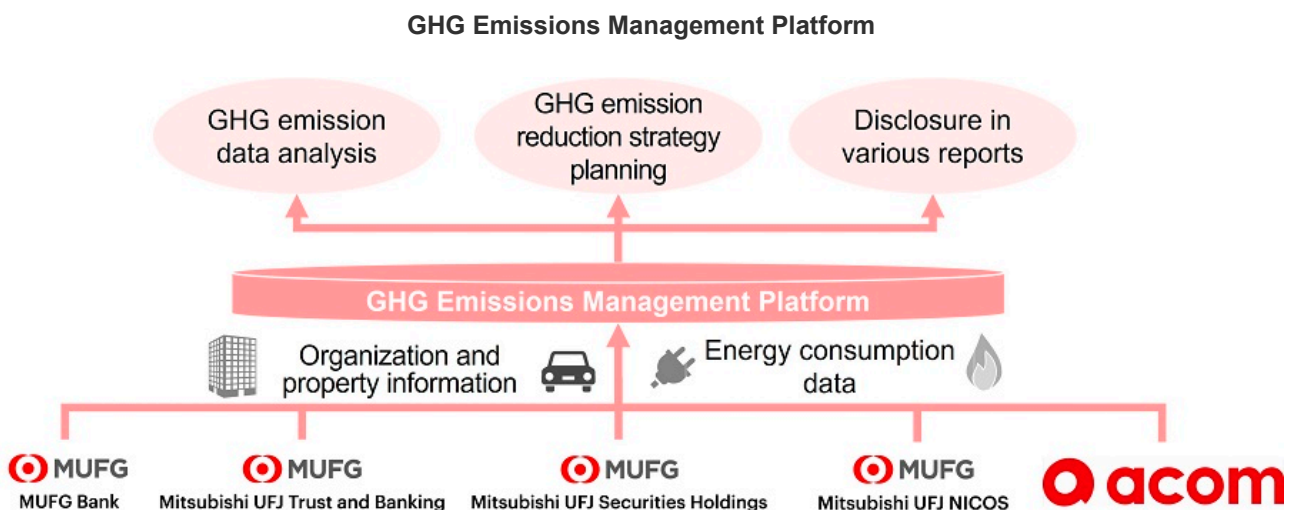 GHG Emissions Management Platform
GHG emission
data analysis
GHG emission
reduction strategy
planning
Disclosure in
various reports
GHG Emissions Management Platform
Organization and
property information
Energy consumption
data
MUFG
MUFG Bank
MUFG
Mitsubishi UFJ Trust and Banking
MUFG
Mitsubishi UFJ Securities Holdings
MUFG
Mitsubishi UFJ NICOS
acom